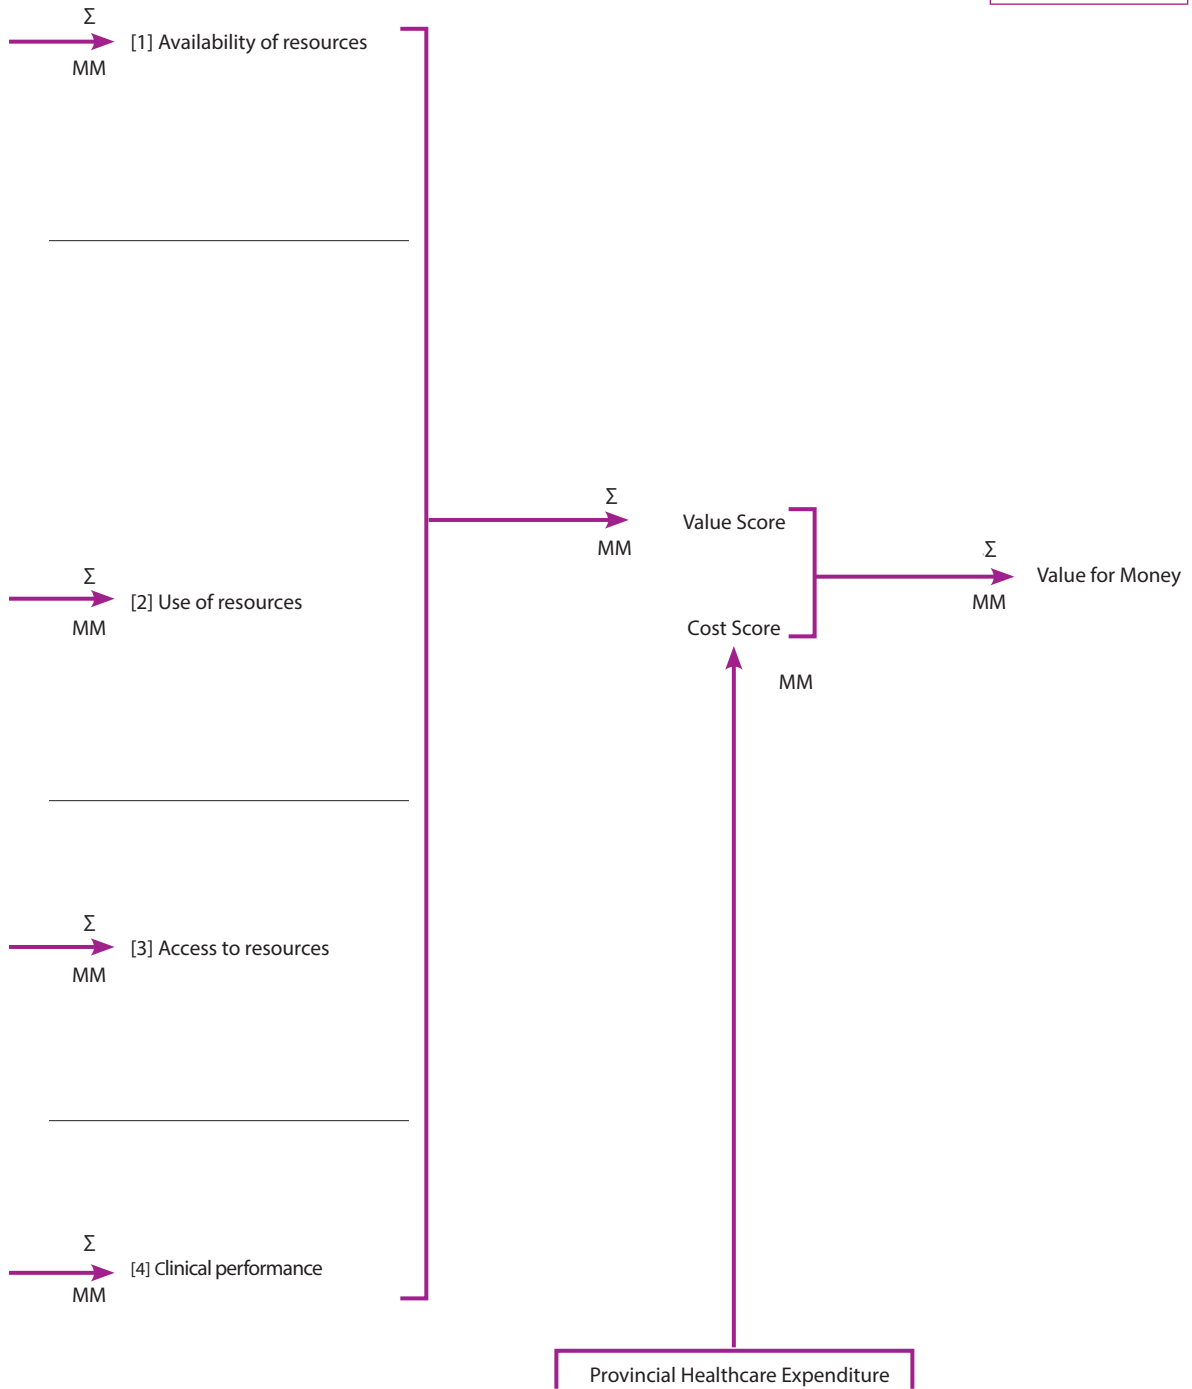 Σ
[1] Availability of resources
MM
Σ
Value Score
MM
Σ
Value for Money
MM
Σ
[2] Use of resources
MM
Cost Score
MM
Σ
[3] Access to resources
MM
Σ
[4] Clinical performance
MM
Provincial Healthcare Expenditure